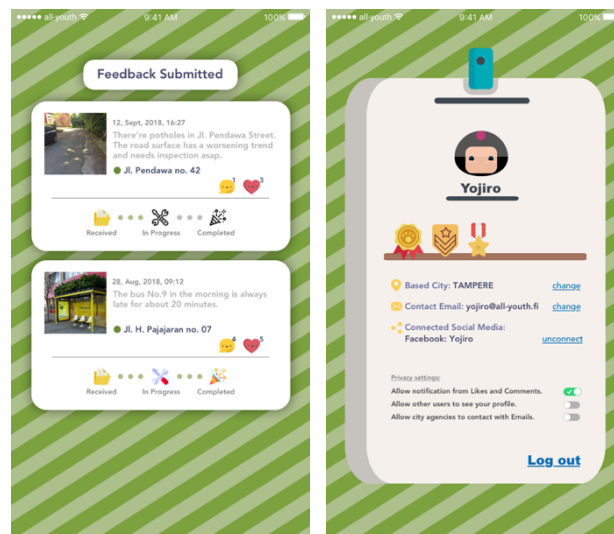 all-youth 9:41 AM 100%
Feedback Submitted
12, Sept, 2018, 16:27
There're potholes in Jl. Pendawa Street.
The road surface has a worsening trend
and needs inspection asap.
Jl. Pendawa no. 42
1 3
Received In Progress Completed
28, Aug, 2018, 09:12
The bus No.9 in the morning is always
late for about 20 minutes.
Jl. H. Pajajaran no. 07
4 5
Received In Progress Completed
all-youth 9:41 AM 100%
Yojiro
Based City: TAMPERE change
Contact Email: yojiro@all-youth.fi change
Connected Social Media:
Facebook: Yojiro unconnect
Privacy settings:
Allow notification from Likes and Comments.
Allow other users to see your profile.
Allow city agencies to contact with Emails.
Log out